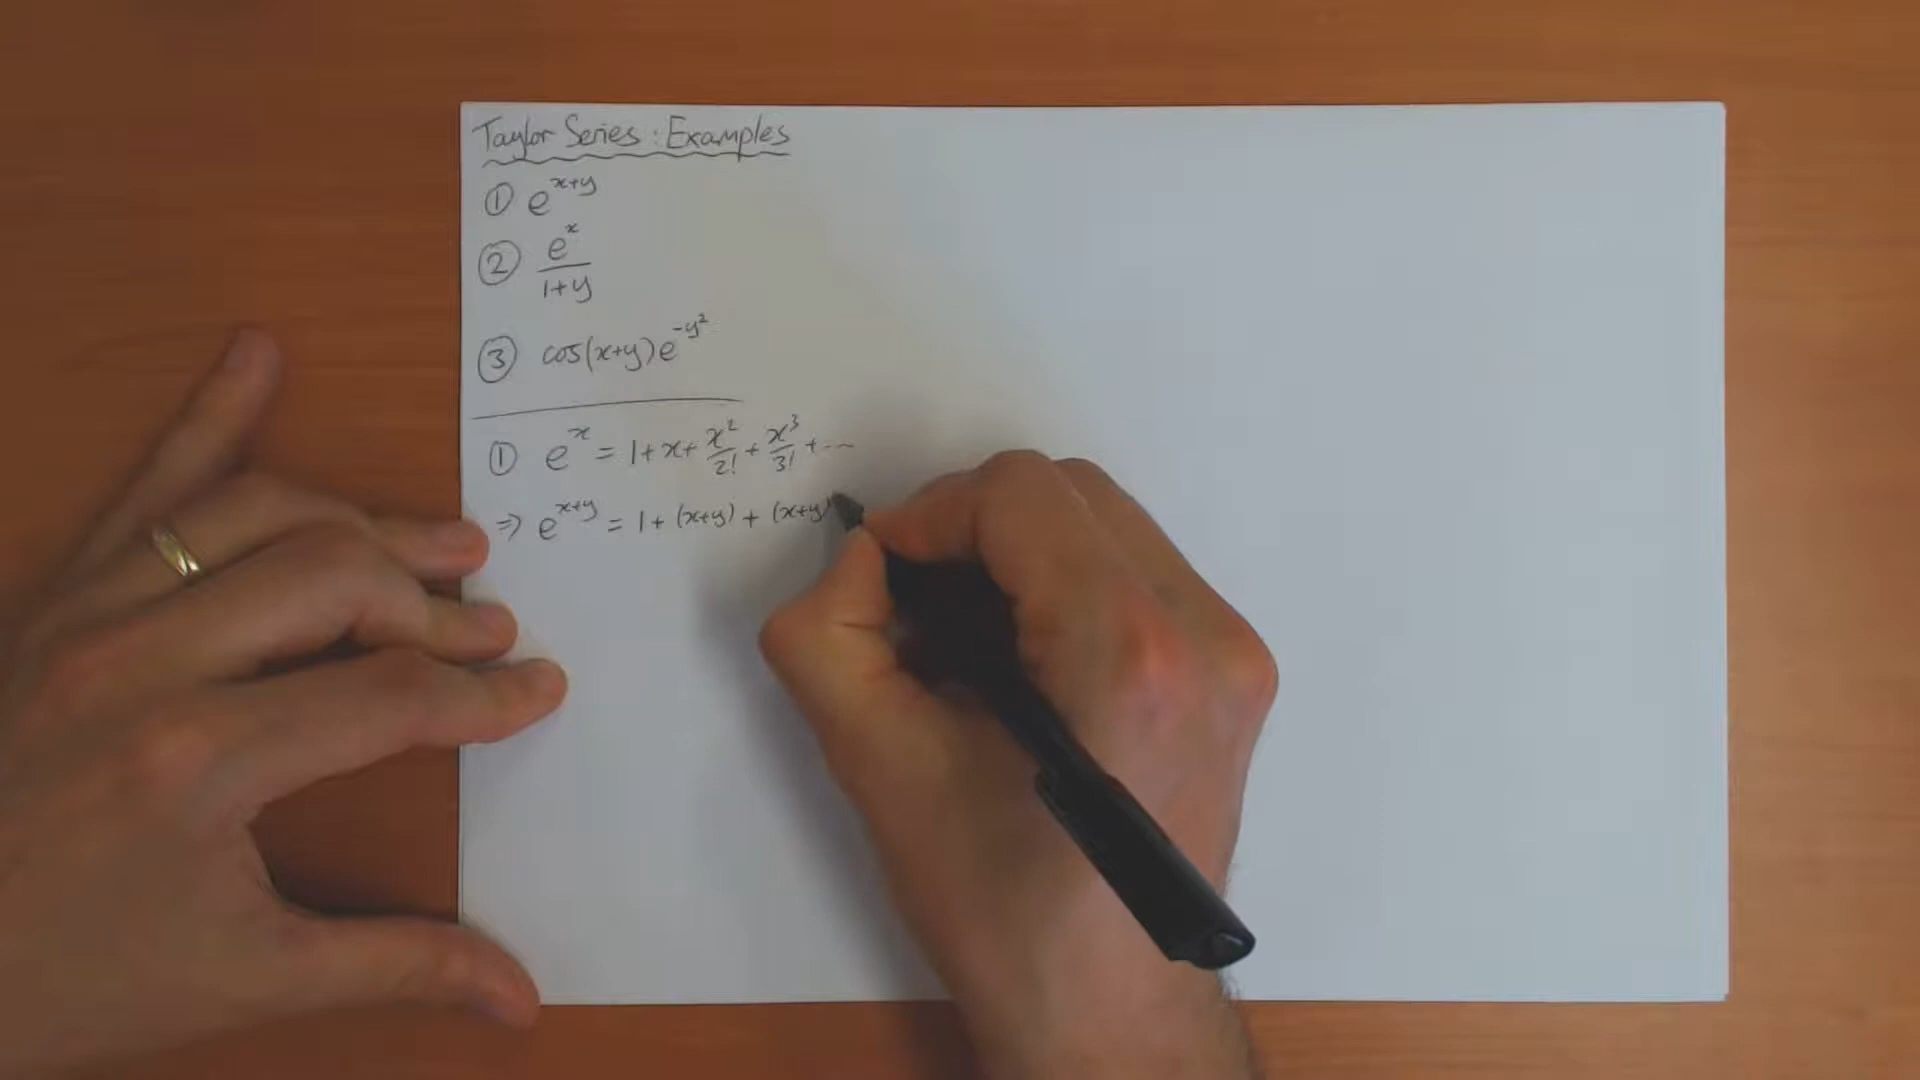 Taylor Series : Examples
① e^{x+y}
② e^x / 1+y
③ cos(x+y)e^{-y²}
① e^x = 1+x+ x²/2! + x³/3! + ...
⇒ e^{x+y} = 1+(x+y)+(x+y)